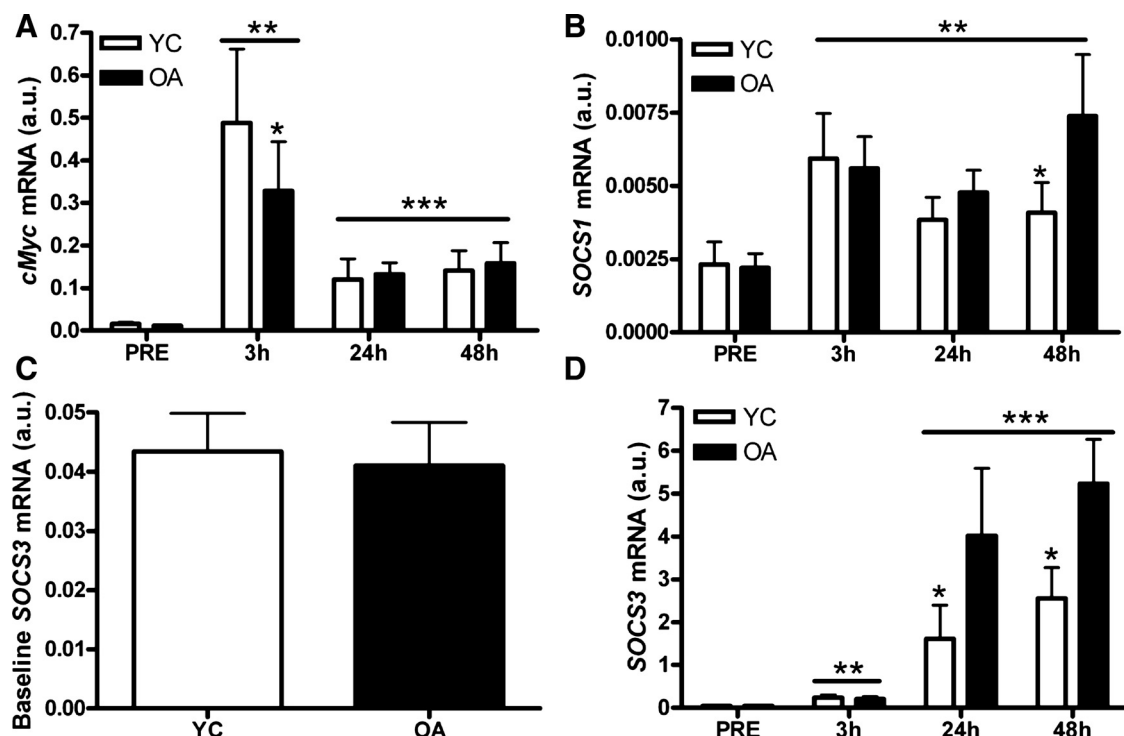 A
cMyc mRNA (a.u.)
0.7
0.6
0.5
0.4
0.3
0.2
0.1
0.0
YC
OA
**
*
***
PRE 3h 24h 48h
B
SOCS1 mRNA (a.u.)
0.0100
0.0075
0.0050
0.0025
0.0000
YC
OA
**
*
PRE 3h 24h 48h
C
Baseline SOCS3 mRNA (a.u.)
0.05
0.04
0.03
0.02
0.01
0.00
YC OA
D
SOCS3 mRNA (a.u.)
7
6
5
4
3
2
1
0
YC
OA
***
*
*
**
PRE 3h 24h 48h